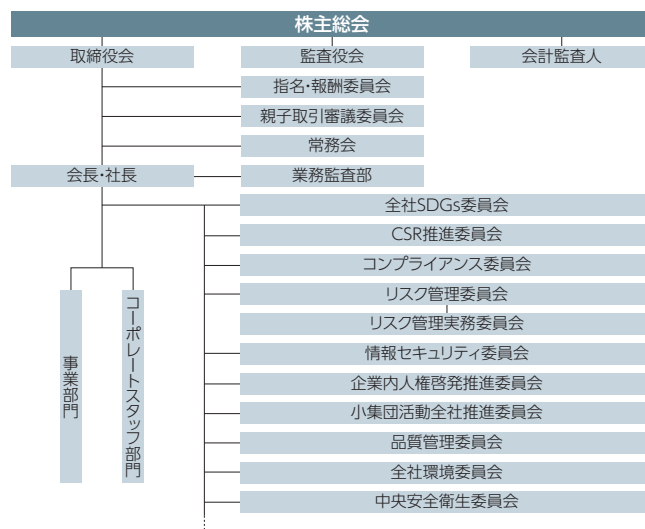 株主総会
取締役会
監査役会
会計監査人
指名・報酬委員会
親子取引審議委員会
常務会
会長・社長
業務監査部
全社SDGs委員会
CSR推進委員会
コンプライアンス委員会
リスク管理委員会
リスク管理実務委員会
情報セキュリティ委員会
企業内人権啓発推進委員会
小集団活動全社推進委員会
品質管理委員会
全社環境委員会
中央安全衛生委員会
事業部門
コーポレートスタッフ部門